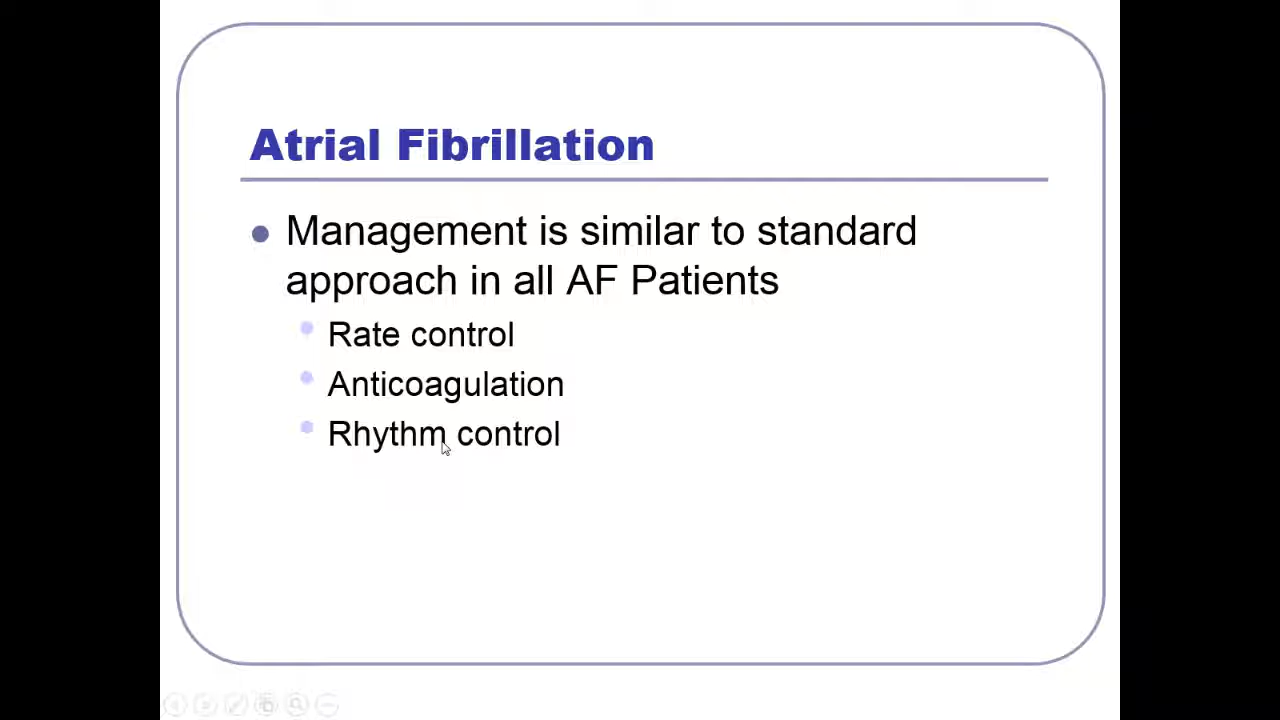 Atrial Fibrillation
Management is similar to standard
approach in all AF Patients
Rate control
Anticoagulation
Rhythm control